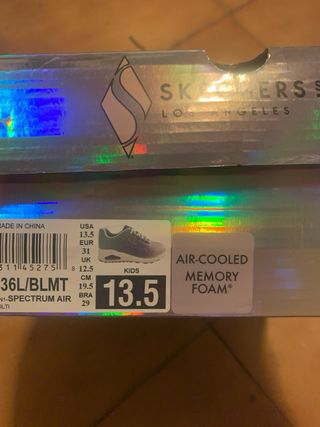 SKECHERS
LOS ANGELES
MADE IN CHINA
USA
13.5
EUR
31
UK
12.5
CM
19.5
BRA
29
8
36L/BLMT
-SPECTRUM AIR
KIDS
13.5
AIR-COOLED
MEMORY
FOAM®